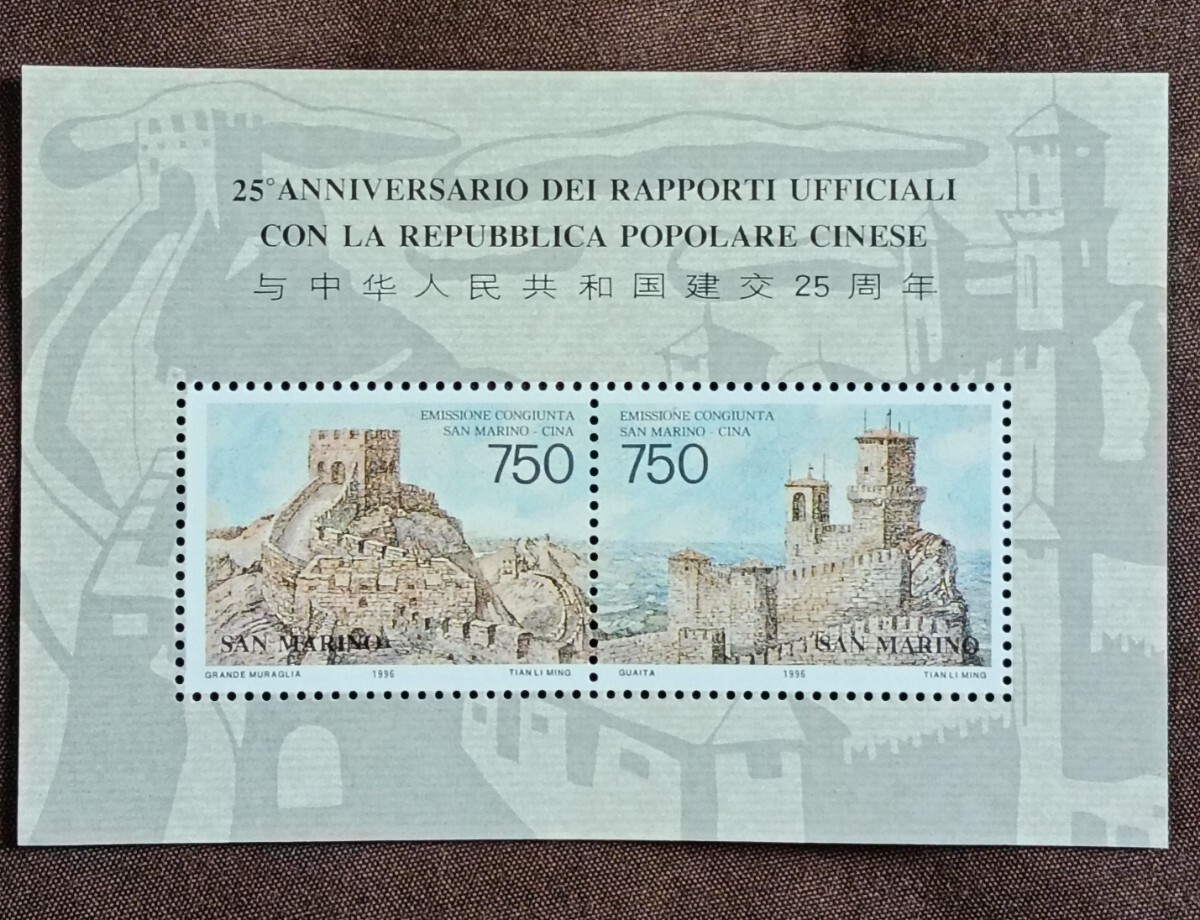 25° ANNIVERSARIO DEI RAPPORTI UFFICIALI
CON LA REPUBBLICA POPOLARE CINESE
与中华人民共和国建交25周年
EMISSIONE CONGIUNTA
SAN MARINO - CINA
750
SAN MARINO
GRANDE MURAGLIA 1996 TIAN LI MING
EMISSIONE CONGIUNTA
SAN MARINO - CINA
750
SAN MARINO
GUAITA 1996 TIAN LI MING